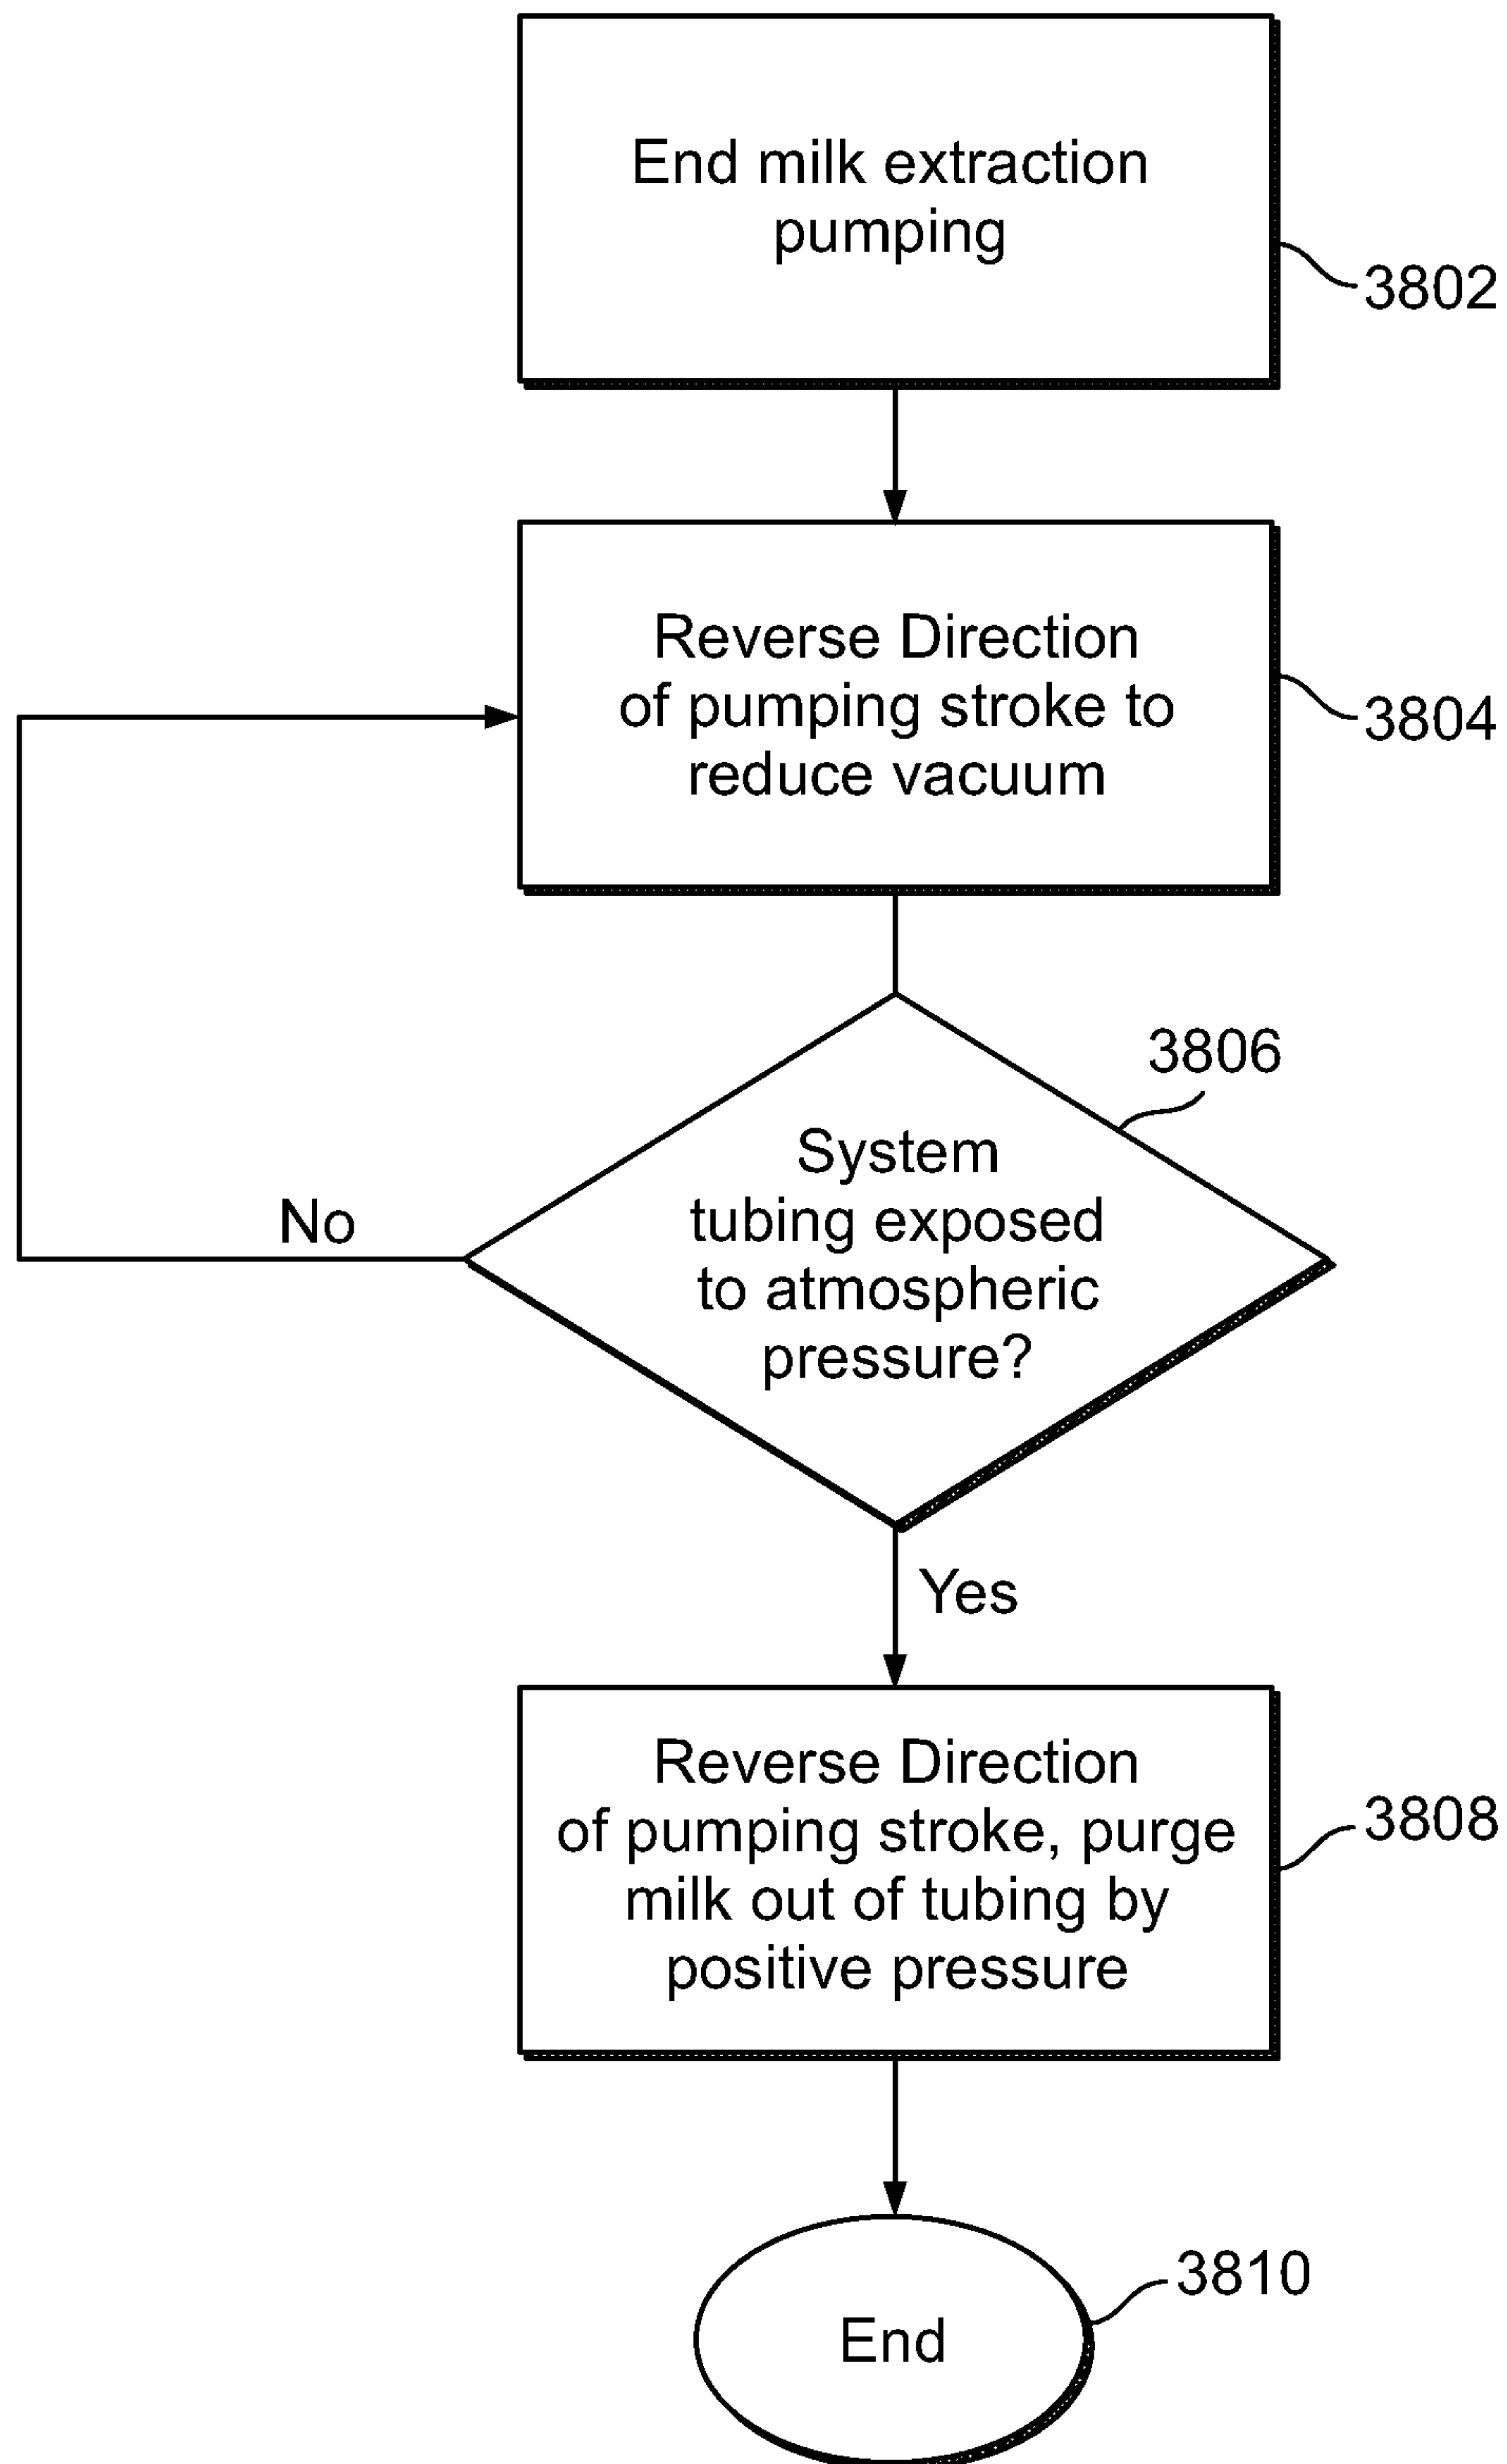 End milk extraction
pumping
3802
Reverse Direction
of pumping stroke to
reduce vacuum
3804
3806
System
tubing exposed
to atmospheric
pressure?
No
Yes
Reverse Direction
of pumping stroke, purge
milk out of tubing by
positive pressure
3808
3810
End